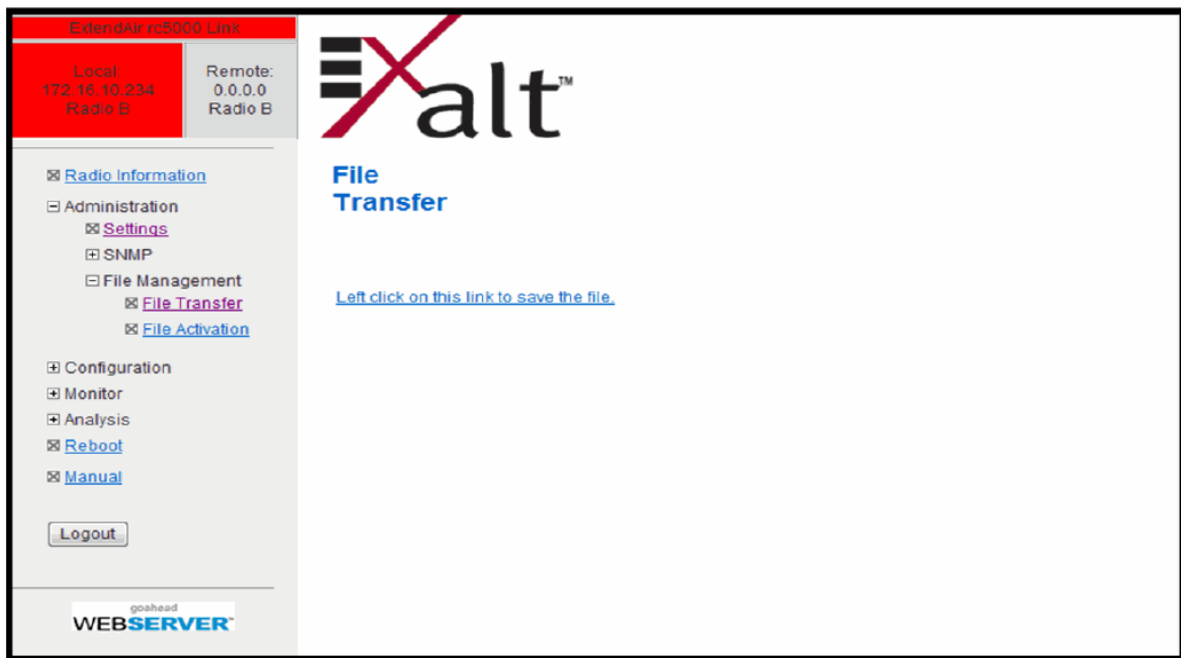 ExtendAir rc5000 Link
Local:
172.16.10.234
Radio B
Remote:
0.0.0.0
Radio B
Exalt™
Radio Information
Administration
Settings
SNMP
File Management
File Transfer
File Activation
Configuration
Monitor
Analysis
Reboot
Manual
Logout
goahead
WEBSERVER™
File
Transfer
Left click on this link to save the file.